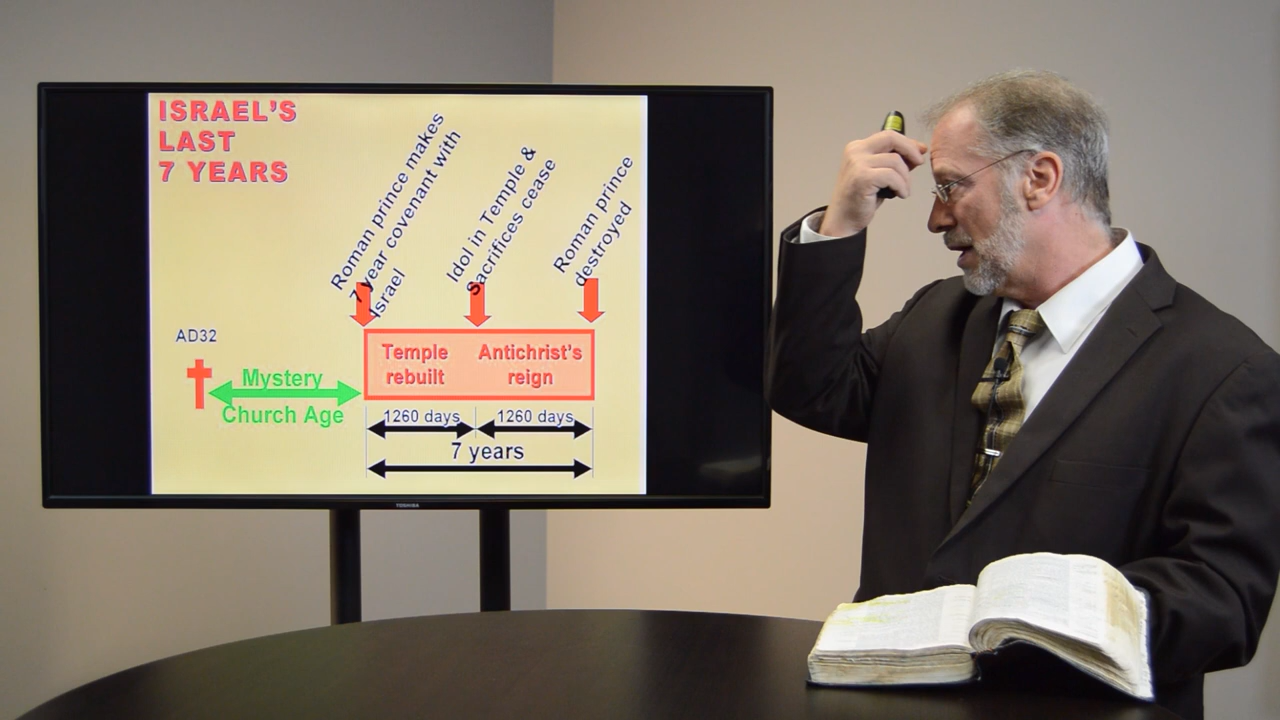 ISRAEL'S
LAST
7 YEARS
Roman prince makes
7 year covenant with
Israel
Idol in Temple &
Sacrifices cease
Roman prince
destroyed
AD32
Mystery
Church Age
Temple
rebuilt
Antichrist's
reign
1260 days
1260 days
7 years
TOSHIBA